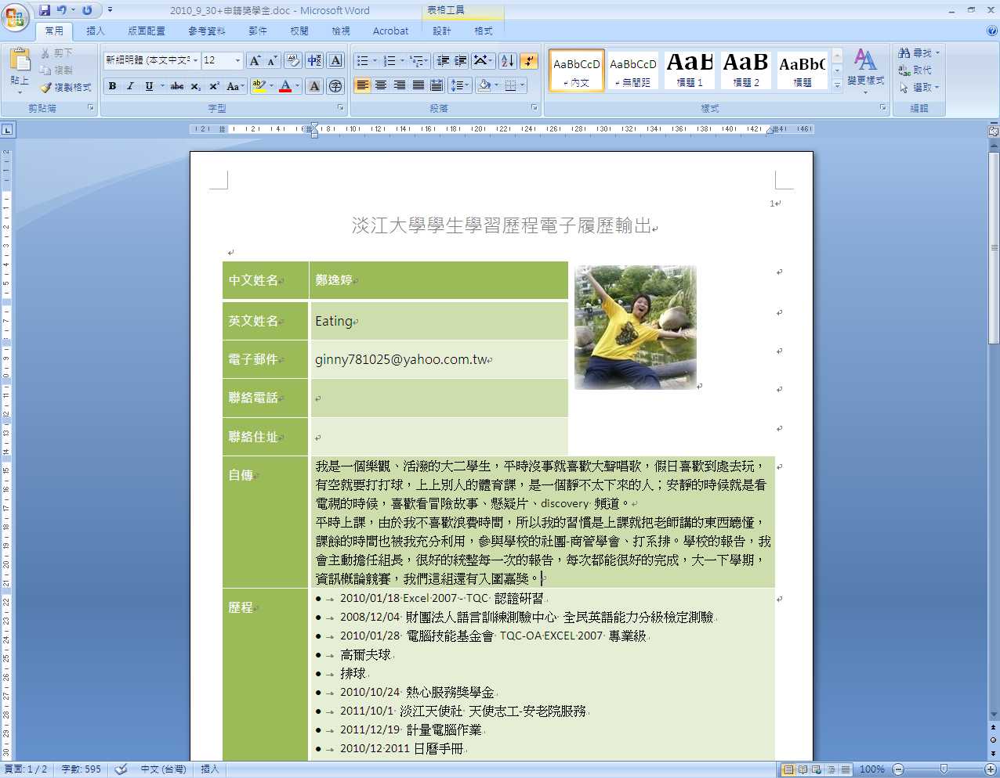 2010_9_30+申請獎學金.doc - Microsoft Word
表格工具
常用 插入 版面配置 參考資料 郵件 校閱 檢視 Acrobat 設計 格式
貼上
剪下
複製
複製格式
剪貼簿
新細明體 (本文中文 12
字型
段落
AaBbCcD
內文
AaBbCcD
無間距
AaB
標題 1
AaB
標題 2
AaBb
標題
變更樣式
樣式
尋找
取代
選取
編輯
1
淡江大學學生學習歷程電子履歷輸出
中文姓名 鄭逸婷
英文姓名 Eating
電子郵件 ginny781025@yahoo.com.tw
聯絡電話
聯絡住址
自傳
我是一個樂觀、活潑的大二學生，平時沒事就喜歡大聲唱歌，假日喜歡到處去玩，
有空就要打打球，上上別人的體育課，是一個靜不太下來的人；安靜的時候就是看
電視的時候，喜歡看冒險故事、懸疑片、discovery 頻道。
平時上課，由於我不喜歡浪費時間，所以我的習慣是上課就把老師講的東西聽懂，
課餘的時間也被我充分利用，參與學校的社團-商管學會、打系排。學校的報告，我
會主動擔任組長，很好的統整每一次的報告，每次都能很好的完成，大一下學期，
資訊概論競賽，我們這組還有入圍嘉獎。
歷程
2010/01/18 Excel 2007 - TQC 認證研習
2008/12/04 財團法人語言訓練測驗中心 全民英語能力分級檢定測驗
2010/01/28 電腦技能基金會 TQC-OA EXCEL 2007 專業級
高爾夫球
排球
2010/10/24 熱心服務獎學金
2011/10/1 淡江天使社 天使志工-安老院服務
2011/12/19 計量電腦作業
2010/12 2011 日曆手冊
頁面: 1 / 2 字數: 595 中文 (台灣) 插入 100%